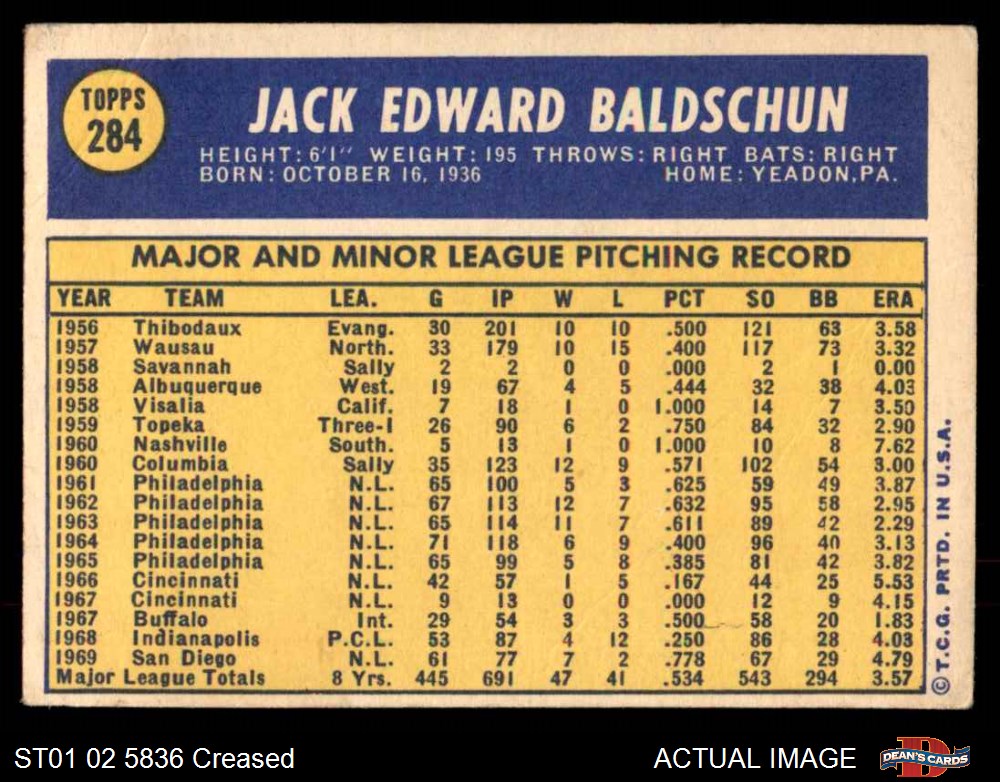 TOPPS
284
JACK EDWARD BALDSCHUN
HEIGHT: 6'1" WEIGHT: 195 THROWS: RIGHT BATS: RIGHT
BORN: OCTOBER 16, 1936 HOME: YEADON, PA.
MAJOR AND MINOR LEAGUE PITCHING RECORD
YEAR TEAM LEA. G IP W L PCT SO BB ERA
1956 Thibodaux Evang. 30 201 10 10 .500 121 63 3.58
1957 Wausau North. 33 179 10 15 .400 117 73 3.32
1958 Savannah Sally 2 2 0 0 .000 2 1 0.00
1958 Albuquerque West. 19 67 4 5 .444 32 38 4.03
1958 Visalia Calif. 7 18 1 0 1.000 14 7 3.50
1959 Topeka Three-I 26 90 6 2 .750 84 32 2.90
1960 Nashville South. 5 13 1 0 1.000 10 8 7.62
1960 Columbia Sally 35 123 12 9 .571 102 54 3.00
1961 Philadelphia N.L. 65 100 5 3 .625 59 49 3.87
1962 Philadelphia N.L. 67 113 12 7 .632 95 58 2.95
1963 Philadelphia N.L. 65 114 11 7 .611 89 42 2.29
1964 Philadelphia N.L. 71 118 6 9 .400 96 40 3.13
1965 Philadelphia N.L. 65 99 5 8 .385 81 42 3.82
1966 Cincinnati N.L. 42 57 1 5 .167 44 25 5.53
1967 Cincinnati N.L. 9 13 0 0 .000 12 9 4.15
1967 Buffalo Int. 29 54 3 3 .500 58 20 1.83
1968 Indianapolis P.C.L. 53 87 4 12 .250 86 28 4.03
1969 San Diego N.L. 61 77 7 2 .778 67 29 4.79
Major League Totals 8 Yrs. 445 691 47 41 .534 543 294 3.57
© T.C.G. PRTD. IN U.S.A.
ST01 02 5836 Creased ACTUAL IMAGE
DEAN'S CARDS